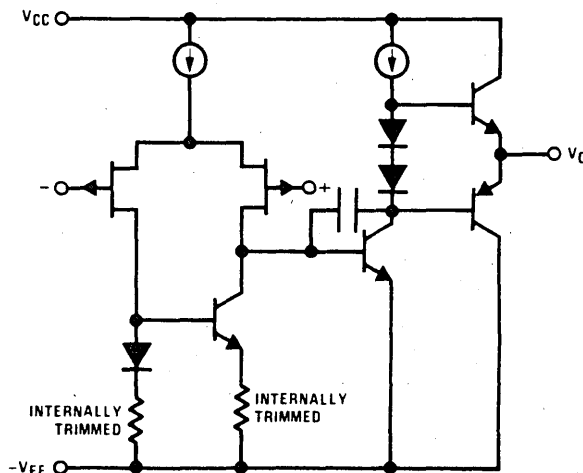 VCC
VO
-
+
INTERNALLY
TRIMMED
INTERNALLY
TRIMMED
-VEE